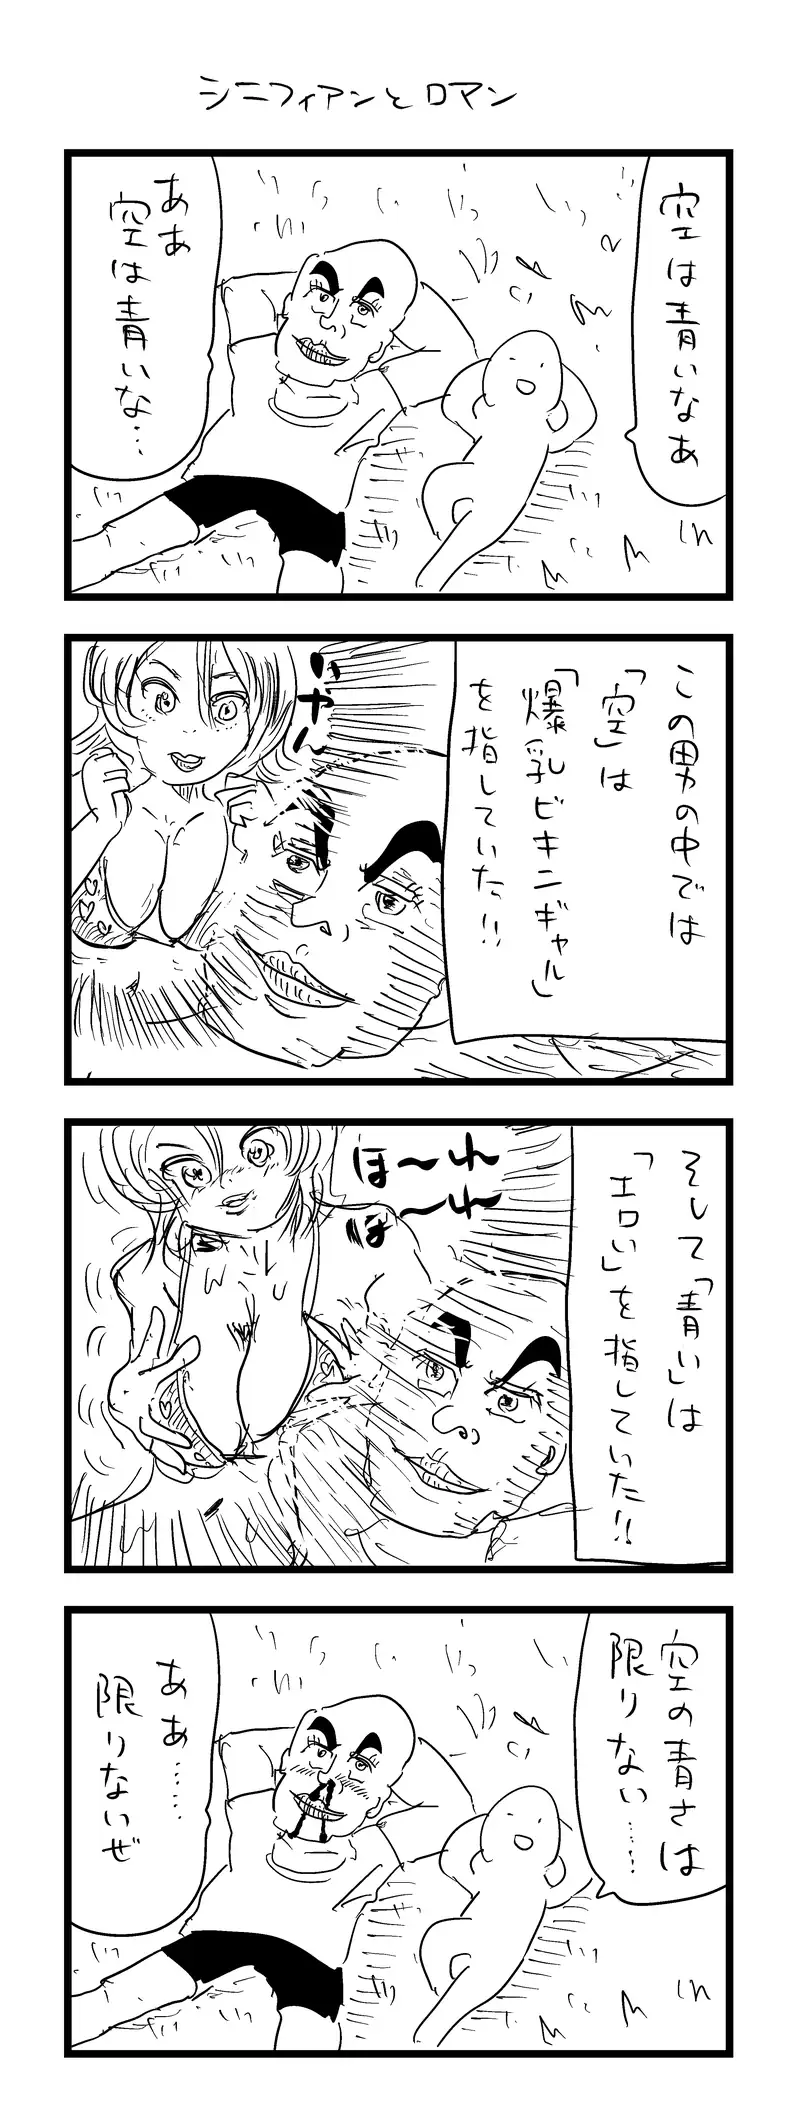 シニフィアンとロマン
空は青いなあ
ああ
空は青いな…
この男の中では
「空」は
「爆乳ビキニギャル」
を指していた!!
いやん
そして「青い」は
「エロい」を指していた!!
ほ〜れ
ほ〜れ
空の青さは
限りない……
ああ……
限りないぜ